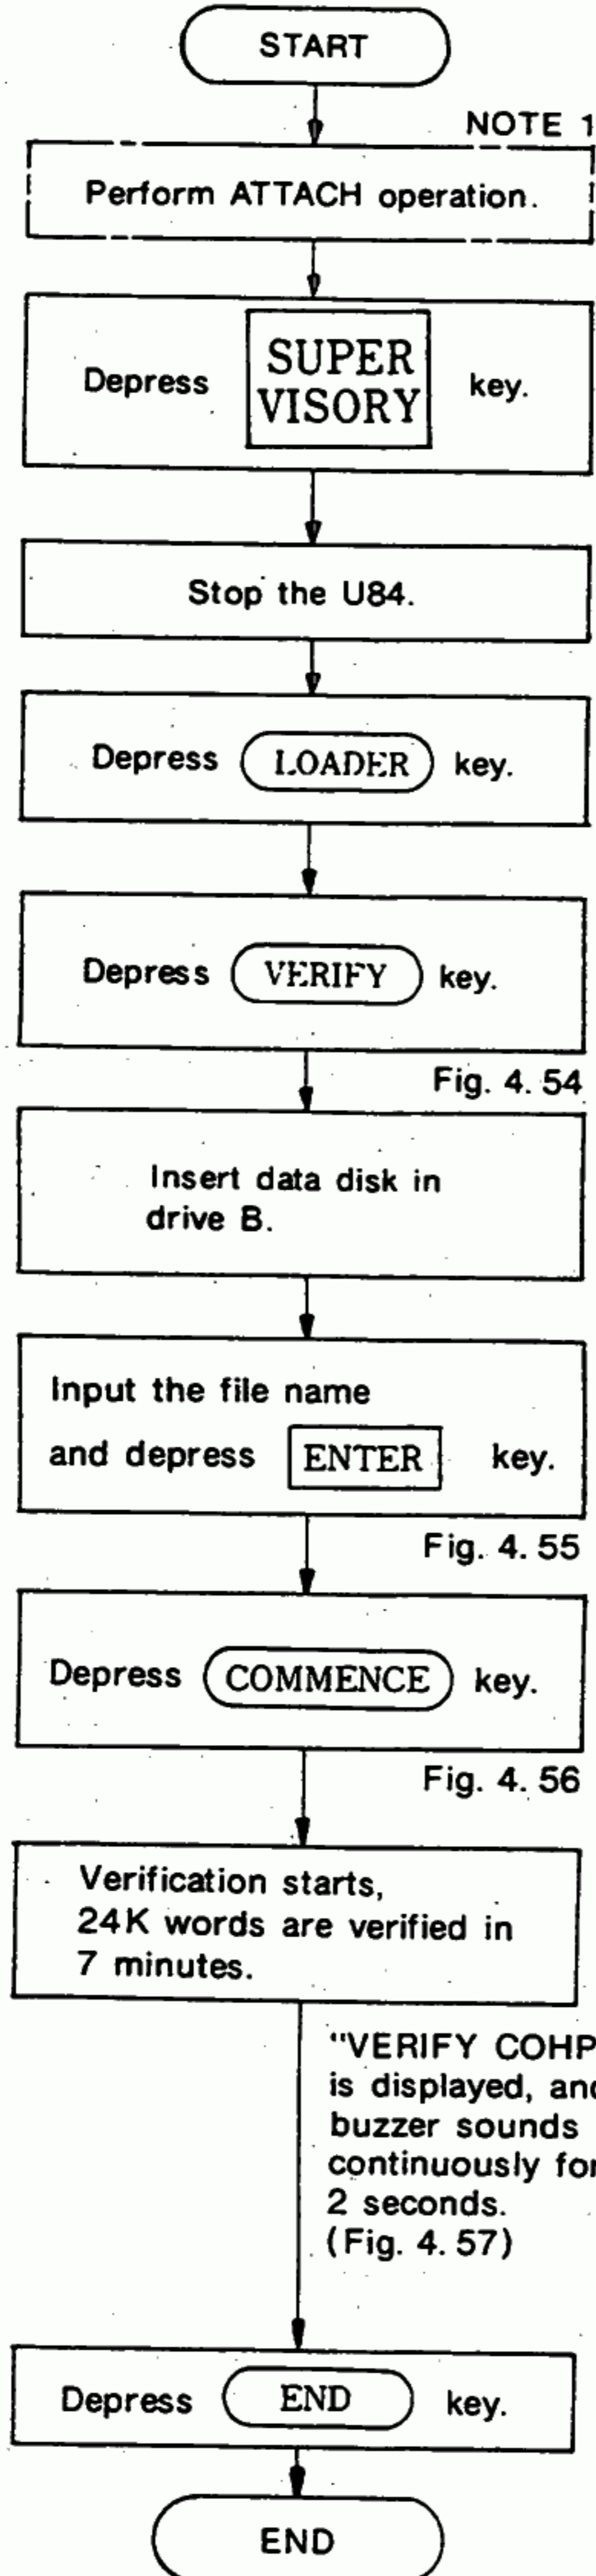 START
NOTE 1
Perform ATTACH operation.
Depress SUPER VISORY key.
Stop the U84.
Depress LOADER key.
Depress VERIFY key.
Fig. 4. 54
Insert data disk in
drive B.
Input the file name
and depress ENTER key.
Fig. 4. 55
Depress COMMENCE key.
Fig. 4. 56
Verification starts,
24K words are verified in
7 minutes.
"VERIFY COHP
is displayed, and
buzzer sounds
continuously for
2 seconds.
(Fig. 4. 57)
Depress END key.
END